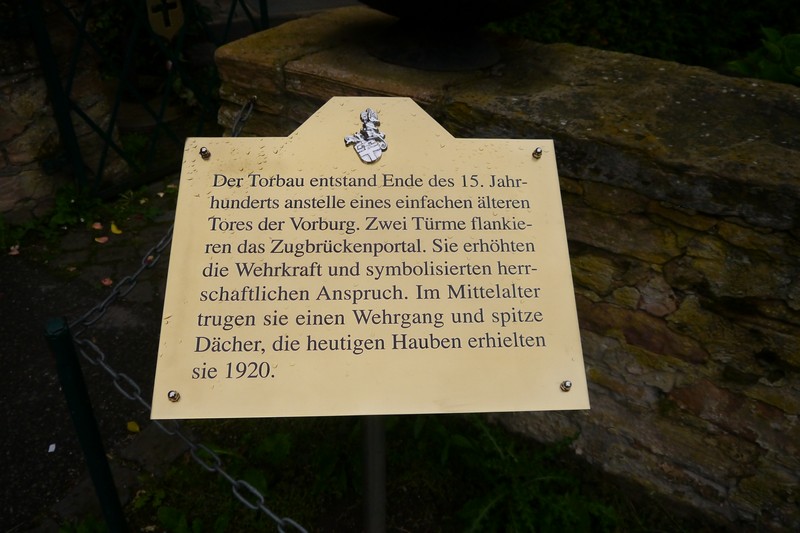 Der Torbau entstand Ende des 15. Jahr-
hunderts anstelle eines einfachen älteren
Tores der Vorburg. Zwei Türme flankie-
ren das Zugbrückenportal. Sie erhöhten
die Wehrkraft und symbolisierten herr-
schaftlichen Anspruch. Im Mittelalter
trugen sie einen Wehrgang und spitze
Dächer, die heutigen Hauben erhielten
sie 1920.